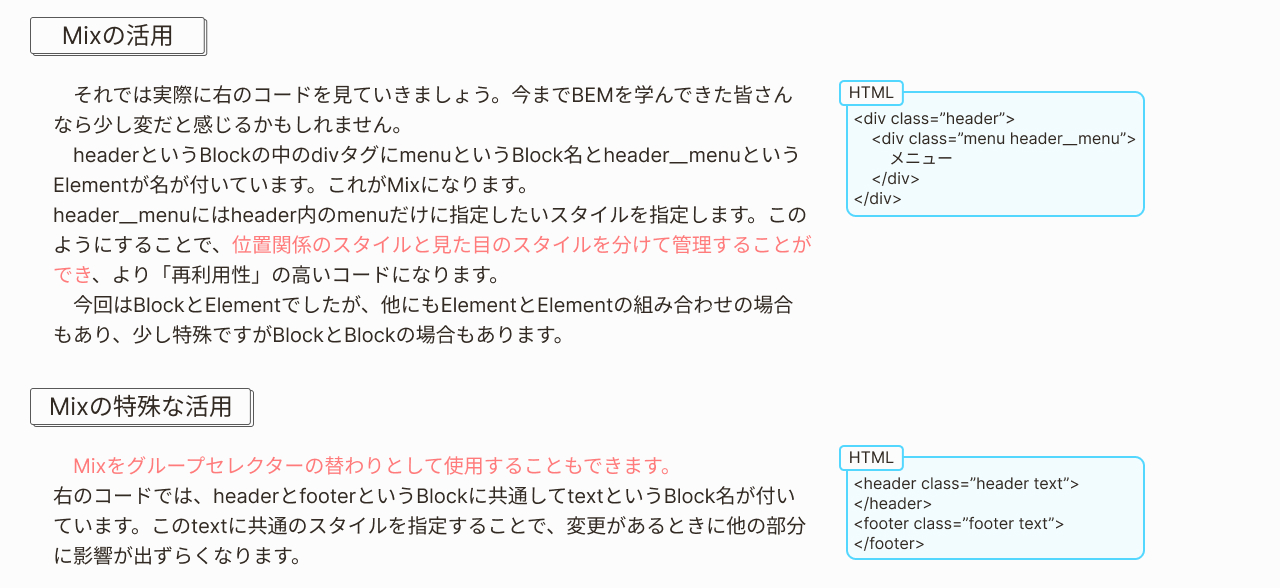 Mixの活用
それでは実際に右のコードを見ていきましょう。今までBEMを学んできた皆さん
なら少し変だと感じるかもしれません。
headerというBlockの中のdivタグにmenuというBlock名とheader__menuという
Elementが名が付いています。これがMixになります。
header__menuにはheader内のmenuだけに指定したいスタイルを指定します。この
ようにすることで、位置関係のスタイルと見た目のスタイルを分けて管理することが
でき、より「再利用性」の高いコードになります。
今回はBlockとElementでしたが、他にもElementとElementの組み合わせの場合
もあり、少し特殊ですがBlockとBlockの場合もあります。
HTML
<div class=”header”>
<div class=”menu header__menu”>
メニュー
</div>
</div>
Mixの特殊な活用
Mixをグループセレクターの替わりとして使用することもできます。
右のコードでは、headerとfooterというBlockに共通してtextというBlock名が付い
ています。このtextに共通のスタイルを指定することで、変更があるときに他の部分
に影響が出ずらくなります。
HTML
<header class=”header text”>
</header>
<footer class=”footer text”>
</footer>